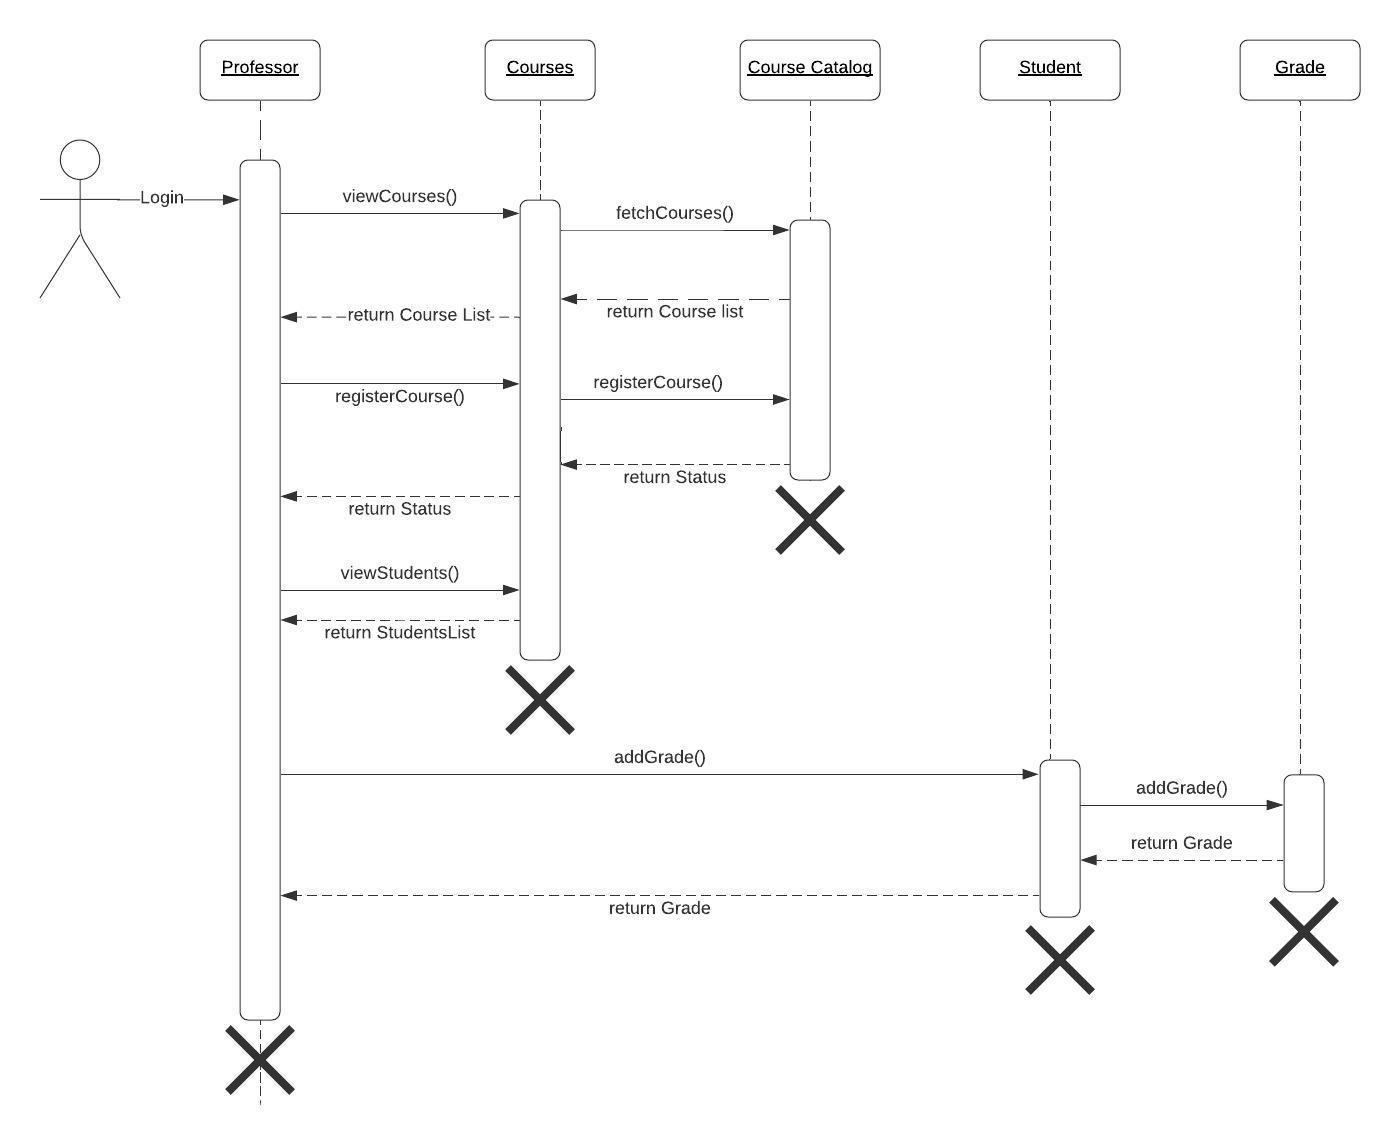 Professor
Courses
Course Catalog
Student
Grade
Login
viewCourses()
fetchCourses()
return Course list
return Course List
registerCourse()
registerCourse()
return Status
return Status
viewStudents()
return StudentsList
addGrade()
addGrade()
return Grade
return Grade